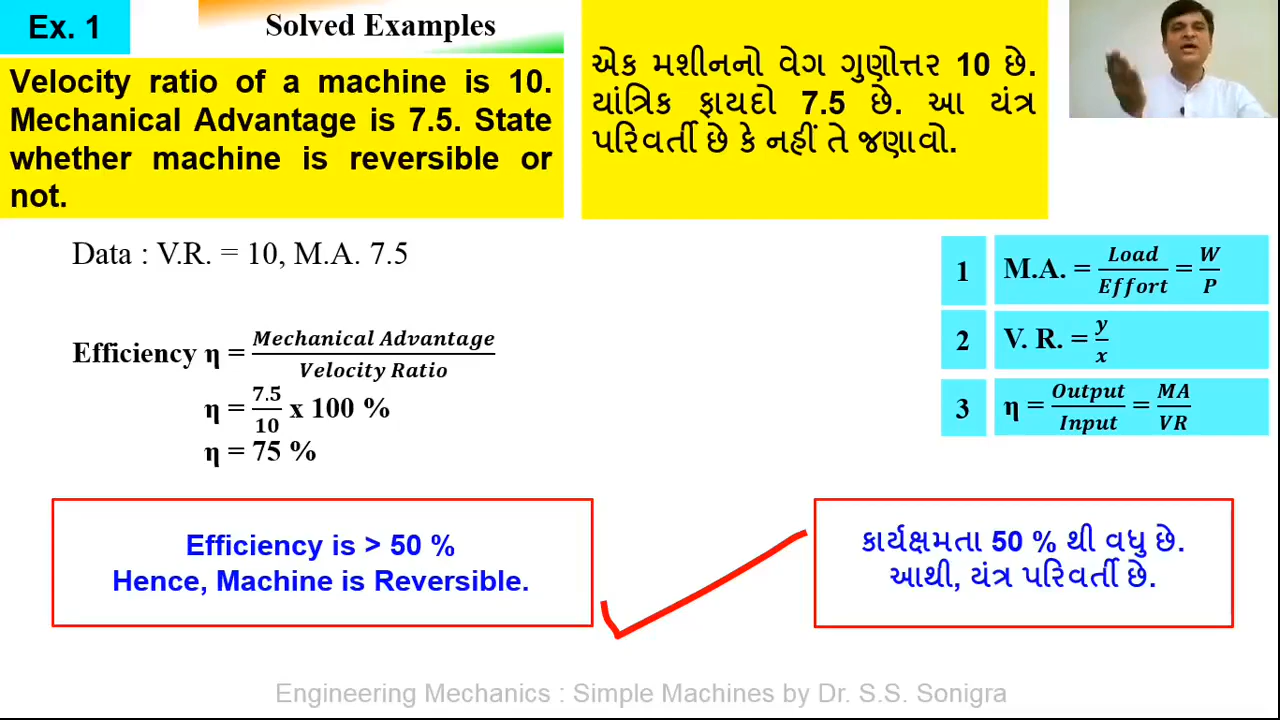 Ex. 1
Solved Examples
Velocity ratio of a machine is 10.
Mechanical Advantage is 7.5. State
whether machine is reversible or
not.
એક મશીનનો વેગ ગુણોત્તર 10 છે.
યાંત્રિક ફાયદો 7.5 છે. આ યંત્ર
પરિવર્તી છે કે નહીં તે જણાવો.
Data : V.R. = 10, M.A. 7.5
Efficiency η = Mechanical Advantage / Velocity Ratio
η = 7.5/10 x 100 %
η = 75 %
1 M.A. = Load/Effort = W/P
2 V. R. = y/x
3 η = Output/Input = MA/VR
Efficiency is > 50 %
Hence, Machine is Reversible.
કાર્યક્ષમતા 50 % થી વધુ છે.
આથી, યંત્ર પરિવર્તી છે.
Engineering Mechanics : Simple Machines by Dr. S.S. Sonigra